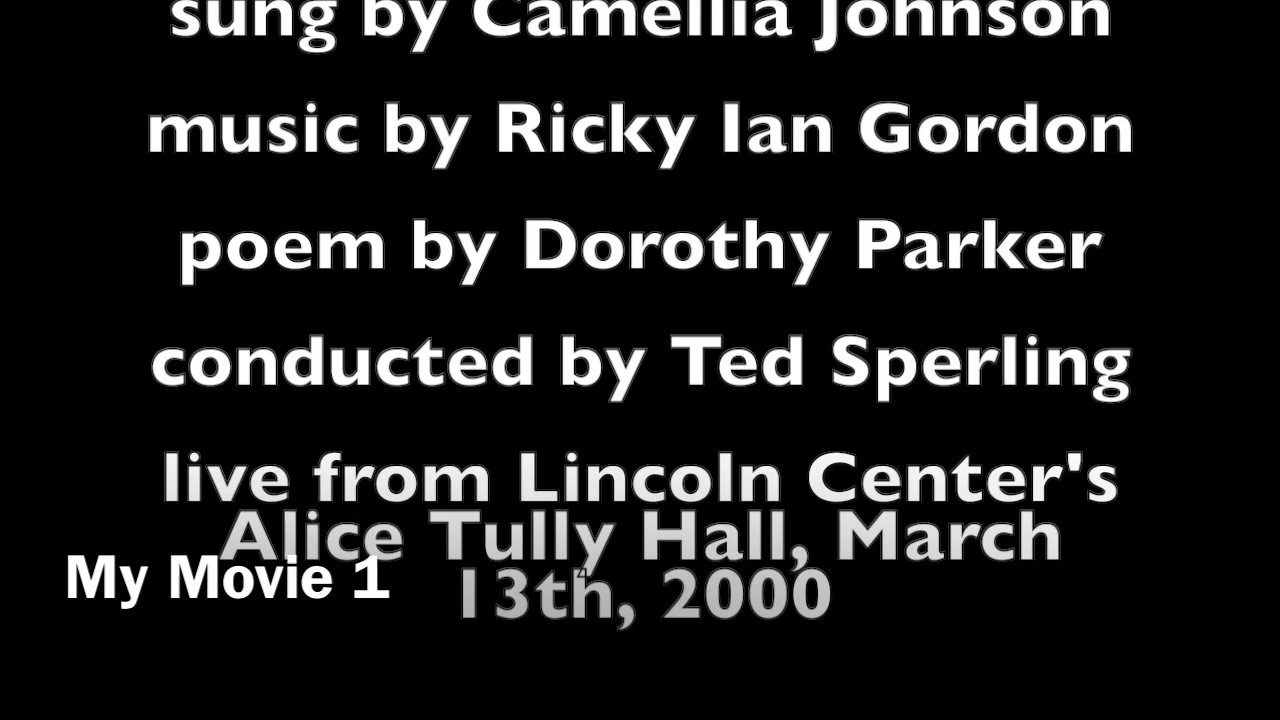 sung by Camellia Johnson
music by Ricky Ian Gordon
poem by Dorothy Parker
conducted by Ted Sperling
live from Lincoln Center's
Alice Tully Hall, March
13th, 2000
My Movie 1